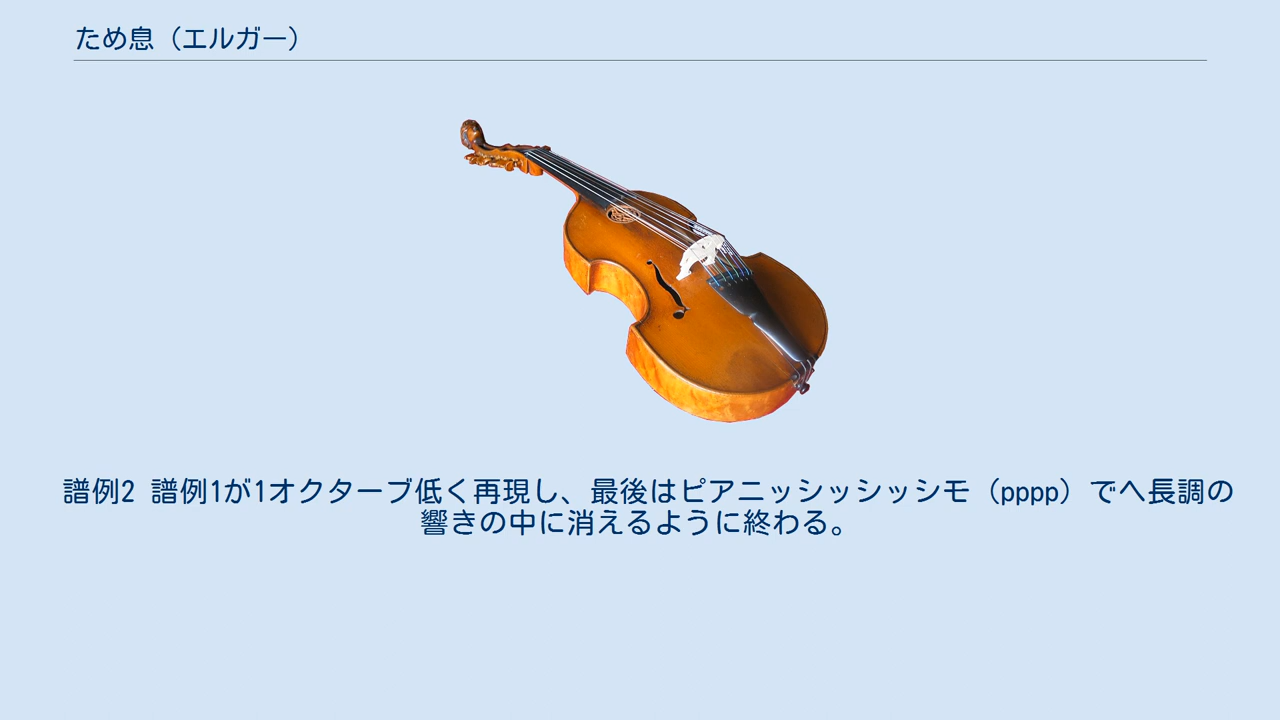 ため息（エルガー）
譜例2 譜例1が1オクターブ低く再現し、最後はピアニッシッシッシモ（pppp）でヘ長調の
響きの中に消えるように終わる。